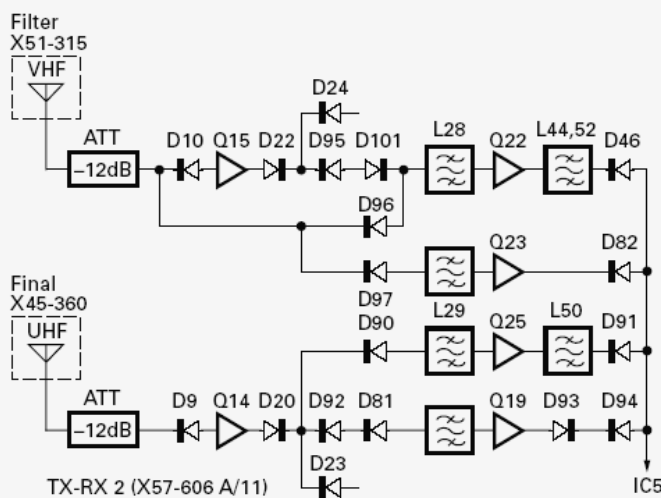 Filter
X51-315
VHF
ATT
-12dB
D10
Q15
D22
D24
D95
D101
L28
Q22
L44,52
D46
D96
Q23
D82
D97
Final
X45-360
UHF
D90
L29
Q25
L50
D91
ATT
-12dB
D9
Q14
D20
D92
D81
Q19
D93
D94
D23
TX-RX 2 (X57-606 A/11)
IC5